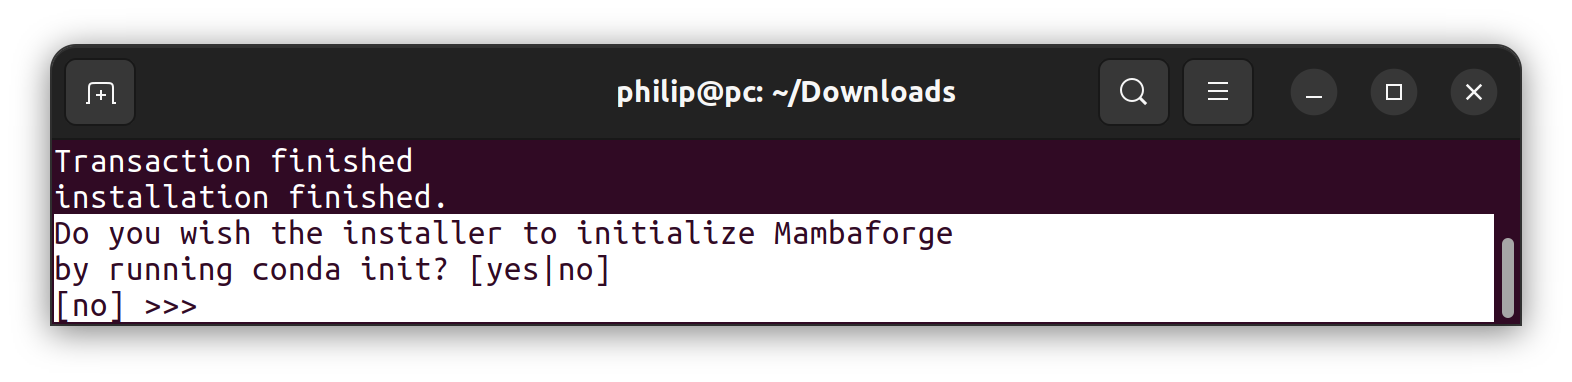 philip@pc: ~/Downloads
Transaction finished
installation finished.
Do you wish the installer to initialize Mambaforge
by running conda init? [yes|no]
[no] >>>